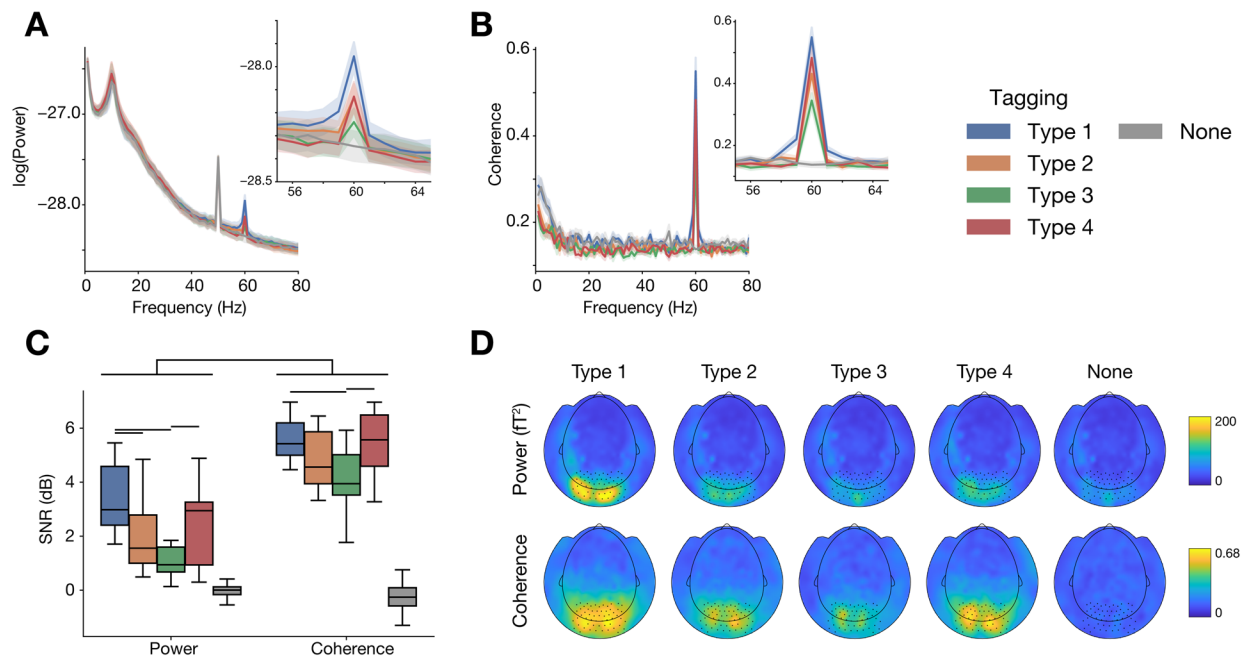 A
−27.0
−28.0
log(Power)
0 20 40 60 80
Frequency (Hz)
−28.0
−28.5
56 60 64
B
0.6
0.4
0.2
Coherence
0 20 40 60 80
Frequency (Hz)
0.6
0.4
0.2
56 60 64
Tagging
Type 1
None
Type 2
Type 3
Type 4
C
6
4
2
0
SNR (dB)
Power
Coherence
D
Type 1 Type 2 Type 3 Type 4 None
Power (fT²)
200
0
Coherence
0.68
0